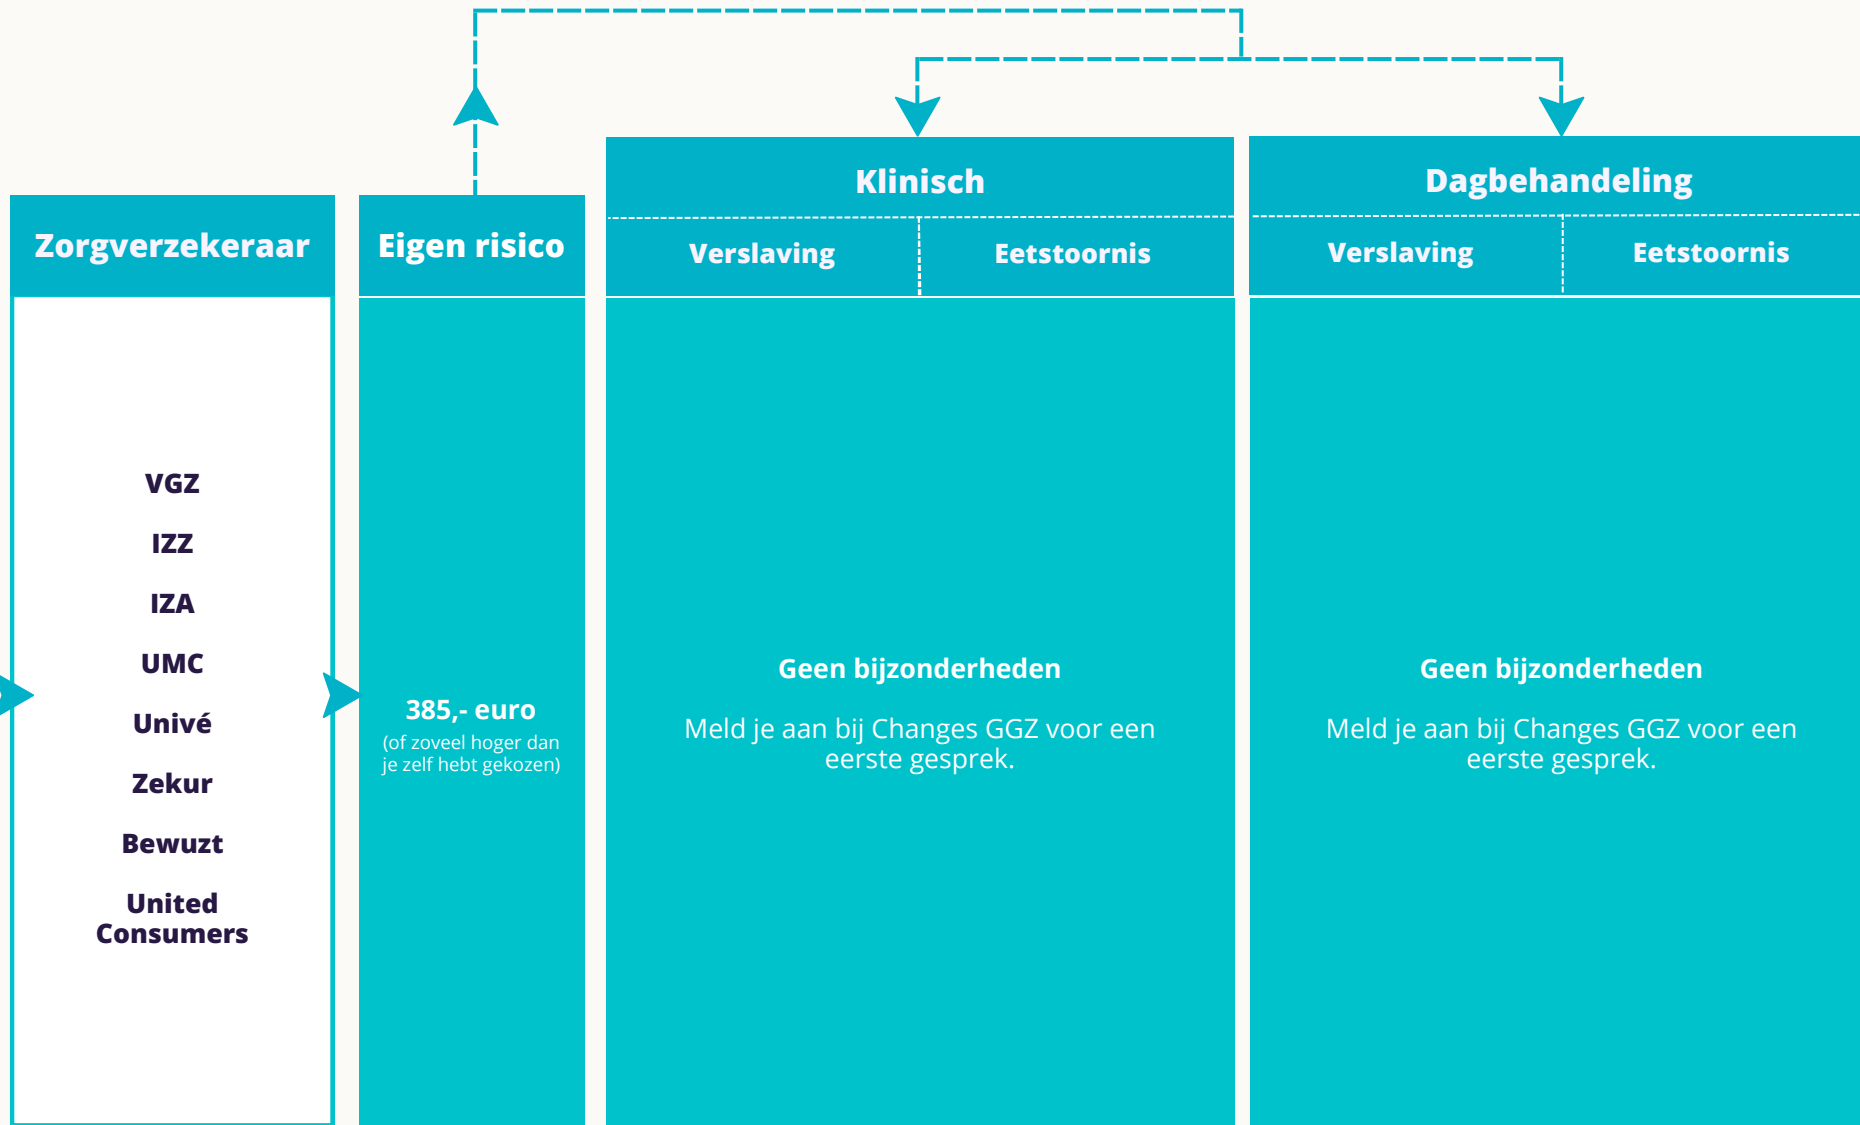 Klinisch
Dagbehandeling
Zorgverzekeraar
Eigen risico
Verslaving
Eetstoornis
Verslaving
Eetstoornis
VGZ
IZZ
IZA
UMC
Univé
Zekur
Bewuzt
United
Consumers
385,- euro
(of zoveel hoger dan
je zelf hebt gekozen)
Geen bijzonderheden
Meld je aan bij Changes GGZ voor een
eerste gesprek.
Geen bijzonderheden
Meld je aan bij Changes GGZ voor een
eerste gesprek.